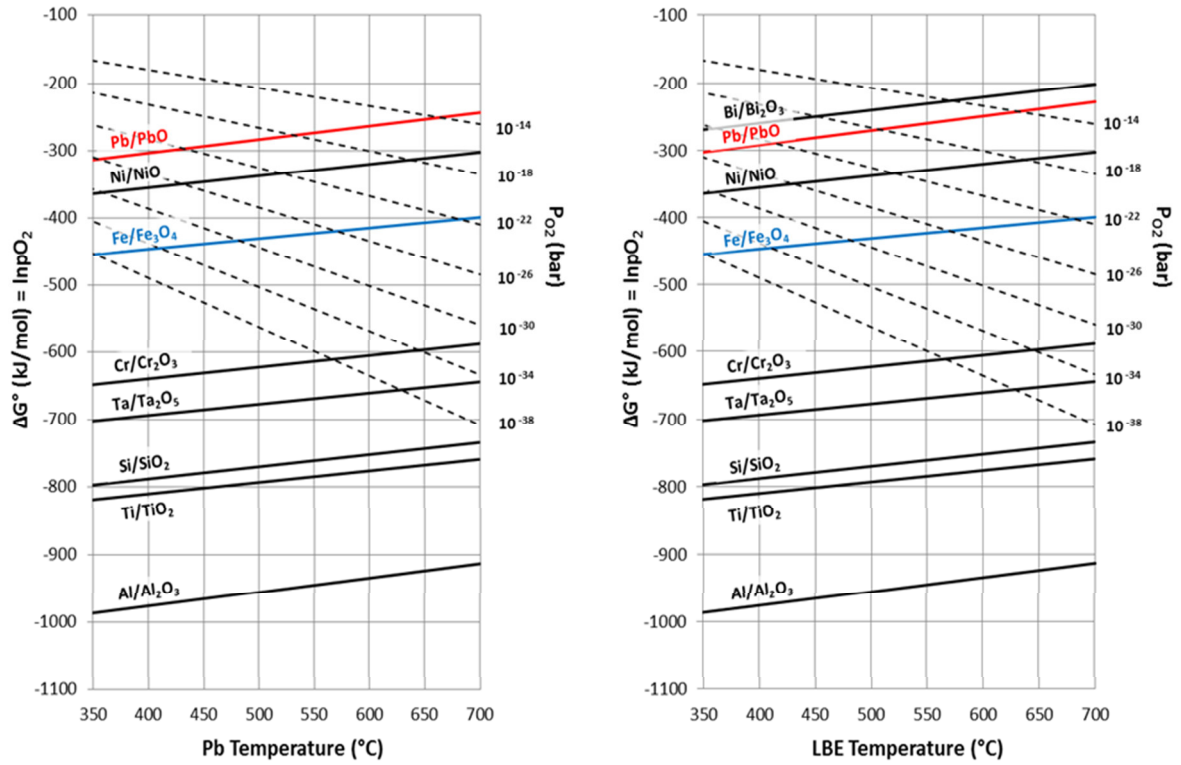 -100
-200
-300
-400
-500
-600
-700
-800
-900
-1000
-1100
ΔG° (kJ/mol) = lnpO₂
Pb/PbO
Ni/NiO
Fe/Fe₃O₄
Cr/Cr₂O₃
Ta/Ta₂O₅
Si/SiO₂
Ti/TiO₂
Al/Al₂O₃
10⁻¹⁴
10⁻¹⁸
10⁻²²
10⁻²⁶
10⁻³⁰
10⁻³⁴
10⁻³⁸
P_O2 (bar)
350 400 450 500 550 600 650 700
Pb Temperature (°C)
-100
-200
-300
-400
-500
-600
-700
-800
-900
-1000
-1100
ΔG° (kJ/mol) = lnpO₂
Bi/Bi₂O₃
Pb/PbO
Ni/NiO
Fe/Fe₃O₄
Cr/Cr₂O₃
Ta/Ta₂O₅
Si/SiO₂
Ti/TiO₂
Al/Al₂O₃
10⁻¹⁴
10⁻¹⁸
10⁻²²
10⁻²⁶
10⁻³⁰
10⁻³⁴
10⁻³⁸
P_O2 (bar)
350 400 450 500 550 600 650 700
LBE Temperature (°C)